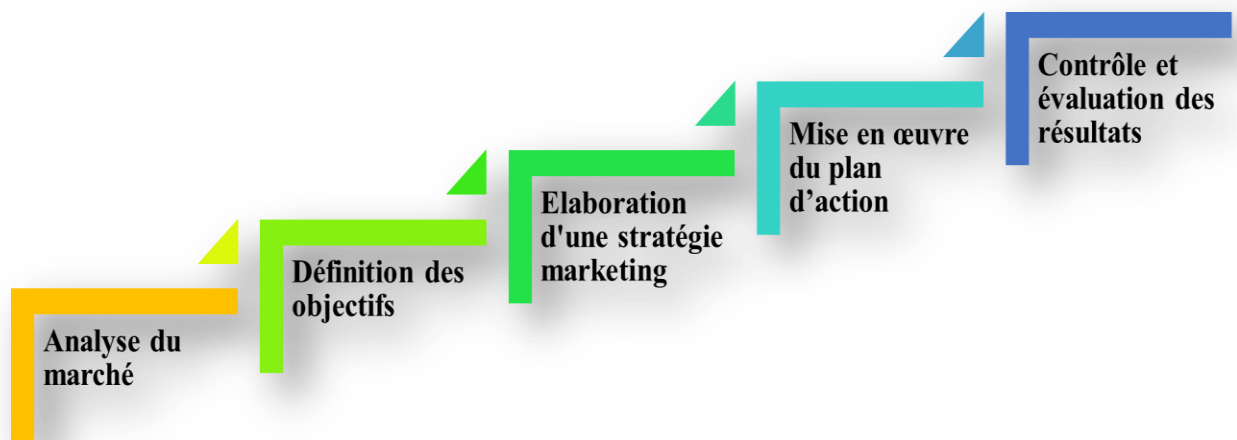 Analyse du
marché
Définition des
objectifs
Elaboration
d'une stratégie
marketing
Mise en œuvre
du plan
d’action
Contrôle et
évaluation des
résultats